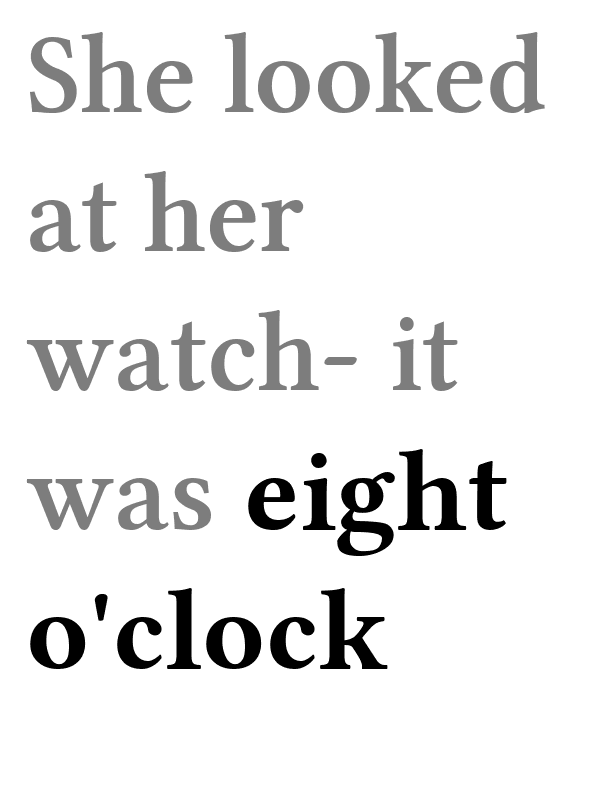 She looked
at her
watch- it
was eight
o'clock